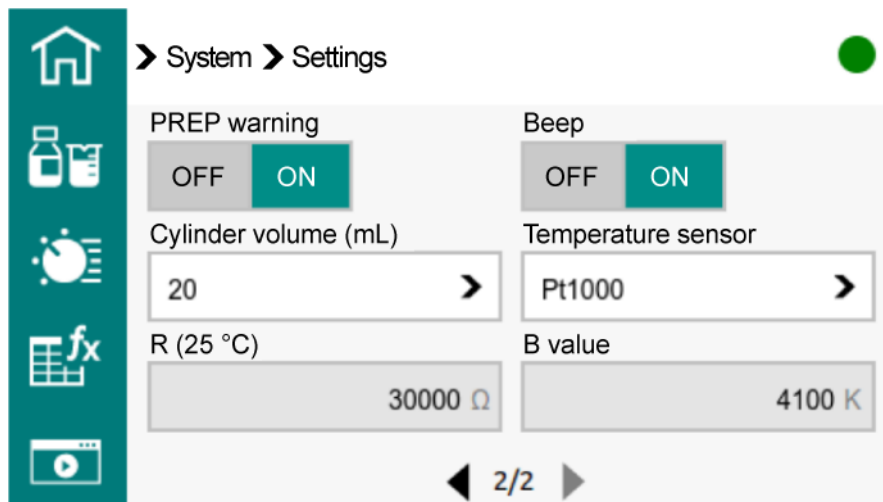 System Settings
PREP warning Beep
OFF ON OFF ON
Cylinder volume (mL) Temperature sensor
20 Pt1000
R (25 °C) B value
30000 Ω 4100 K
2/2
fx